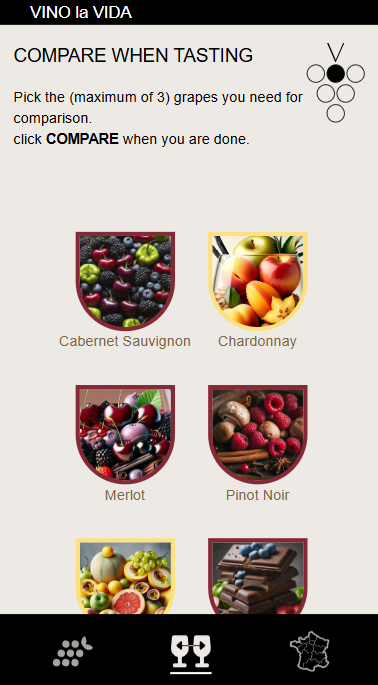 VINO la VIDA
COMPARE WHEN TASTING
Pick the (maximum of 3) grapes you need for
comparison.
click COMPARE when you are done.
Cabernet Sauvignon
Chardonnay
Merlot
Pinot Noir